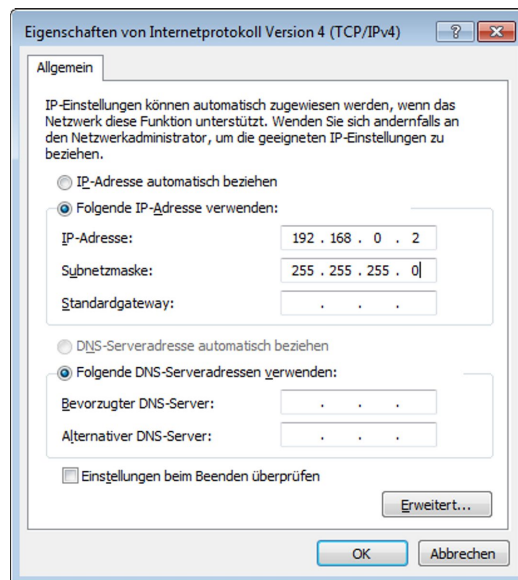 Eigenschaften von Internetprotokoll Version 4 (TCP/IPv4)
Allgemein
IP-Einstellungen können automatisch zugewiesen werden, wenn das
Netzwerk diese Funktion unterstützt. Wenden Sie sich andernfalls an
den Netzwerkadministrator, um die geeigneten IP-Einstellungen zu
beziehen.
IP-Adresse automatisch beziehen
Folgende IP-Adresse verwenden:
IP-Adresse: 192 . 168 . 0 . 2
Subnetzmaske: 255 . 255 . 255 . 0
Standardgateway: . . .
DNS-Serveradresse automatisch beziehen
Folgende DNS-Serveradressen verwenden:
Bevorzugter DNS-Server: . . .
Alternativer DNS-Server: . . .
Einstellungen beim Beenden überprüfen
Erweitert...
OK Abbrechen